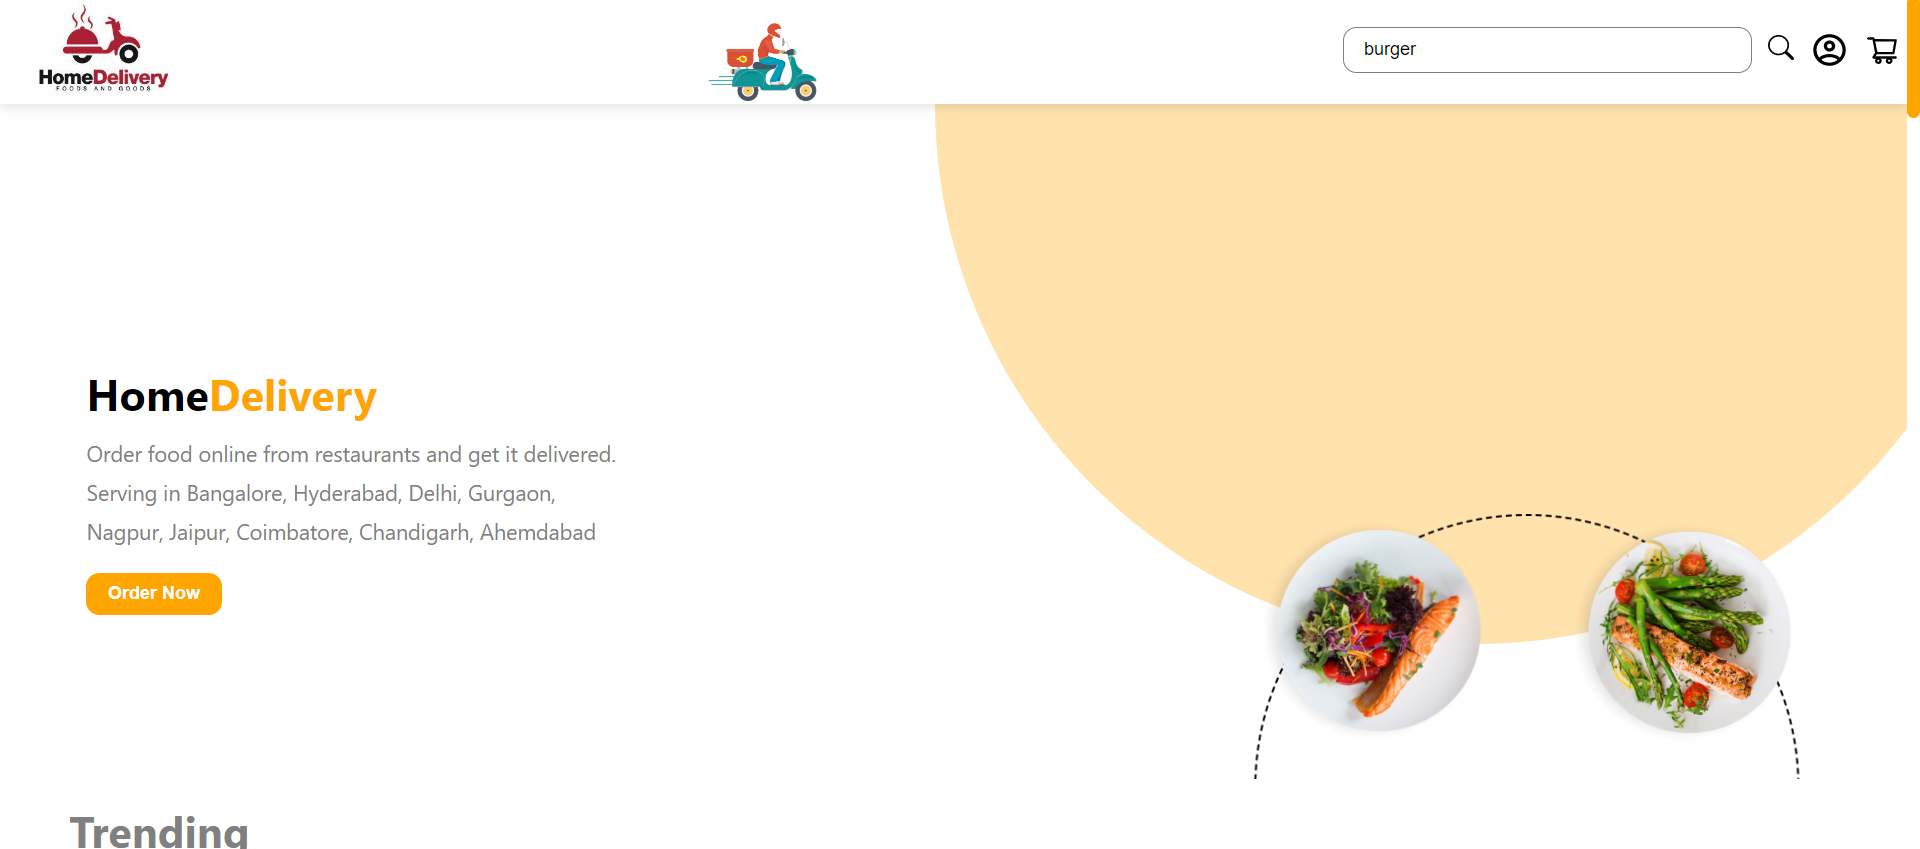 HomeDelivery
FOODS AND GOODS
burger
HomeDelivery
Order food online from restaurants and get it delivered.
Serving in Bangalore, Hyderabad, Delhi, Gurgaon,
Nagpur, Jaipur, Coimbatore, Chandigarh, Ahemdabad
Order Now
Trending